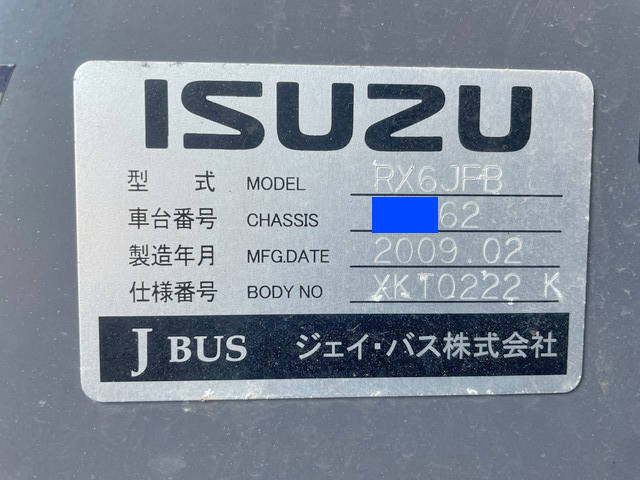 ISUZU
型 式 MODEL RX6JFB
車台番号 CHASSIS 62
製造年月 MFG.DATE 2009.02
仕様番号 BODY NO XKT0222 K
J BUS ジェイ・バス株式会社